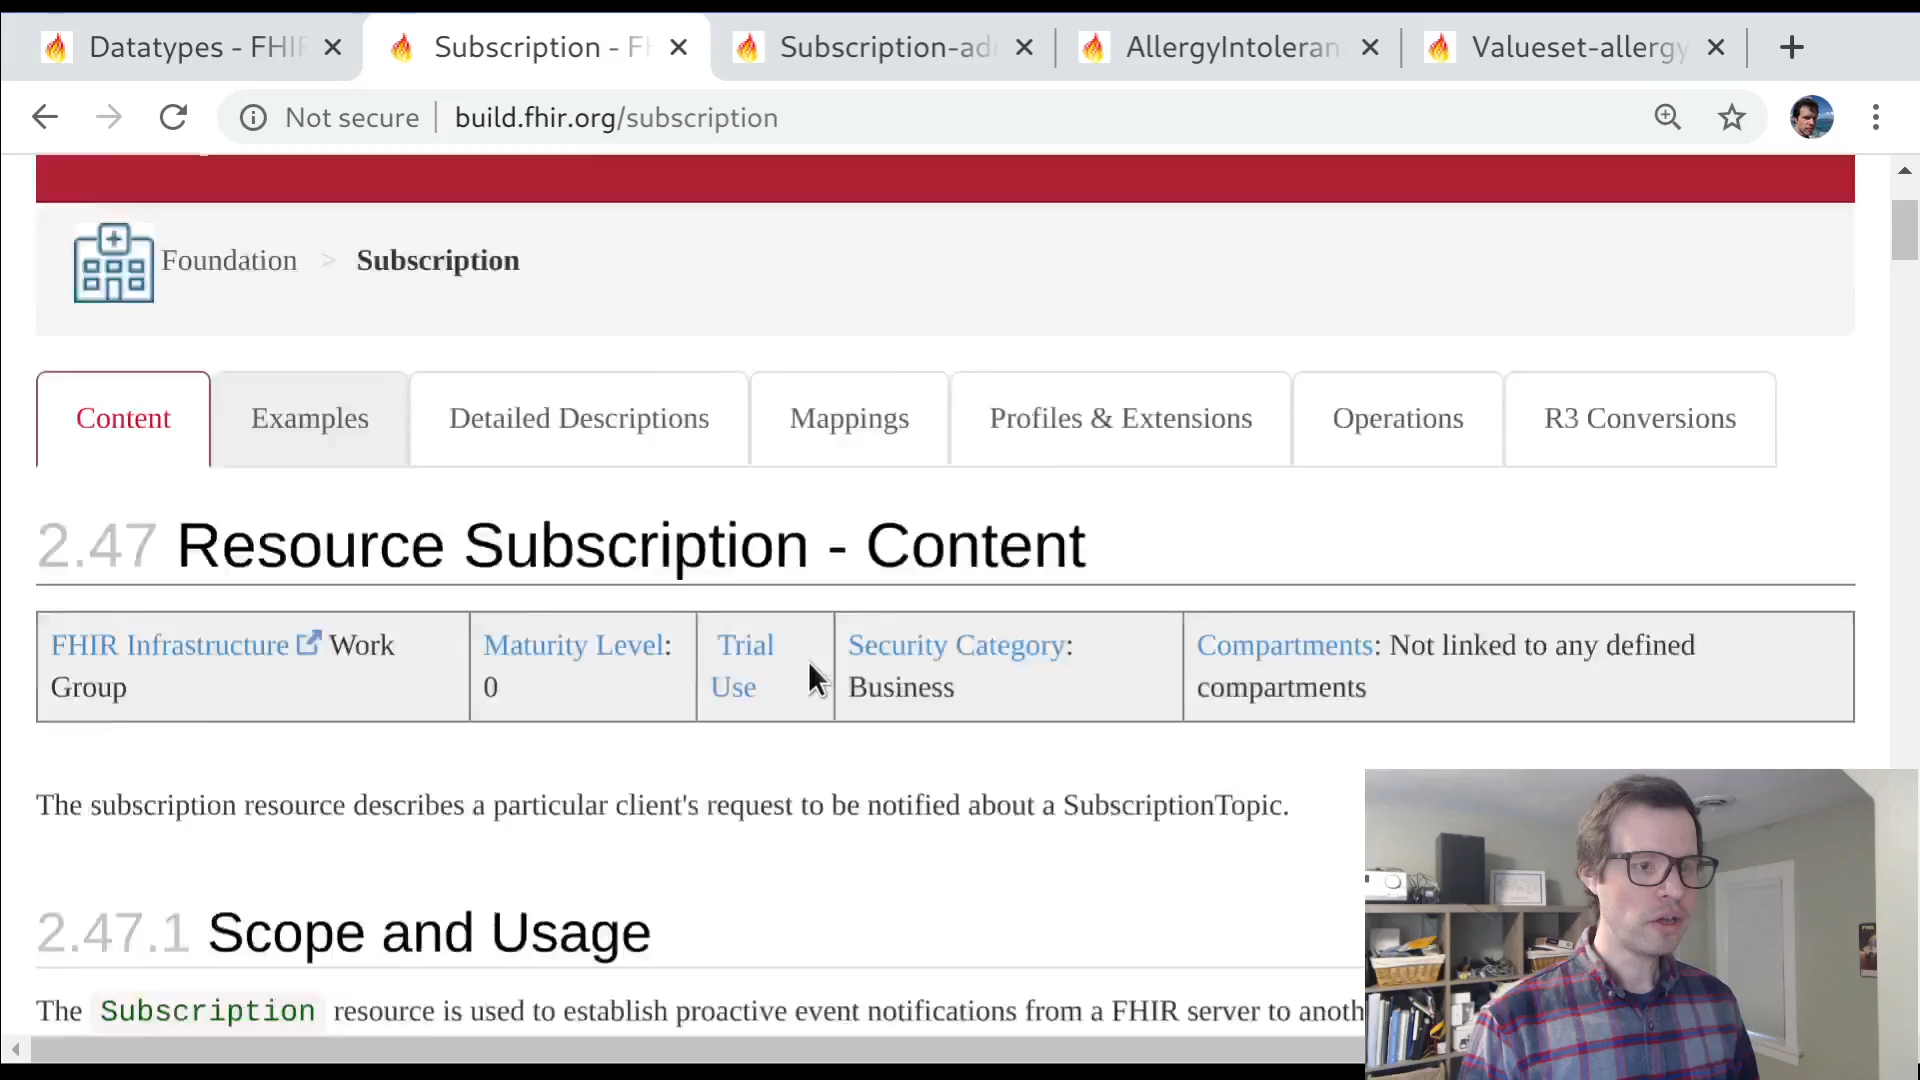 Datatypes - FHIR
Subscription - FH
Subscription-adm
AllergyIntoleran
Valueset-allergy
Not secure
build.fhir.org/subscription
Foundation > Subscription
Content
Examples
Detailed Descriptions
Mappings
Profiles & Extensions
Operations
R3 Conversions
2.47 Resource Subscription - Content
FHIR Infrastructure Work
Group
Maturity Level:
0
Trial
Use
Security Category:
Business
Compartments: Not linked to any defined
compartments
The subscription resource describes a particular client's request to be notified about a SubscriptionTopic.
2.47.1 Scope and Usage
The Subscription resource is used to establish proactive event notifications from a FHIR server to anoth